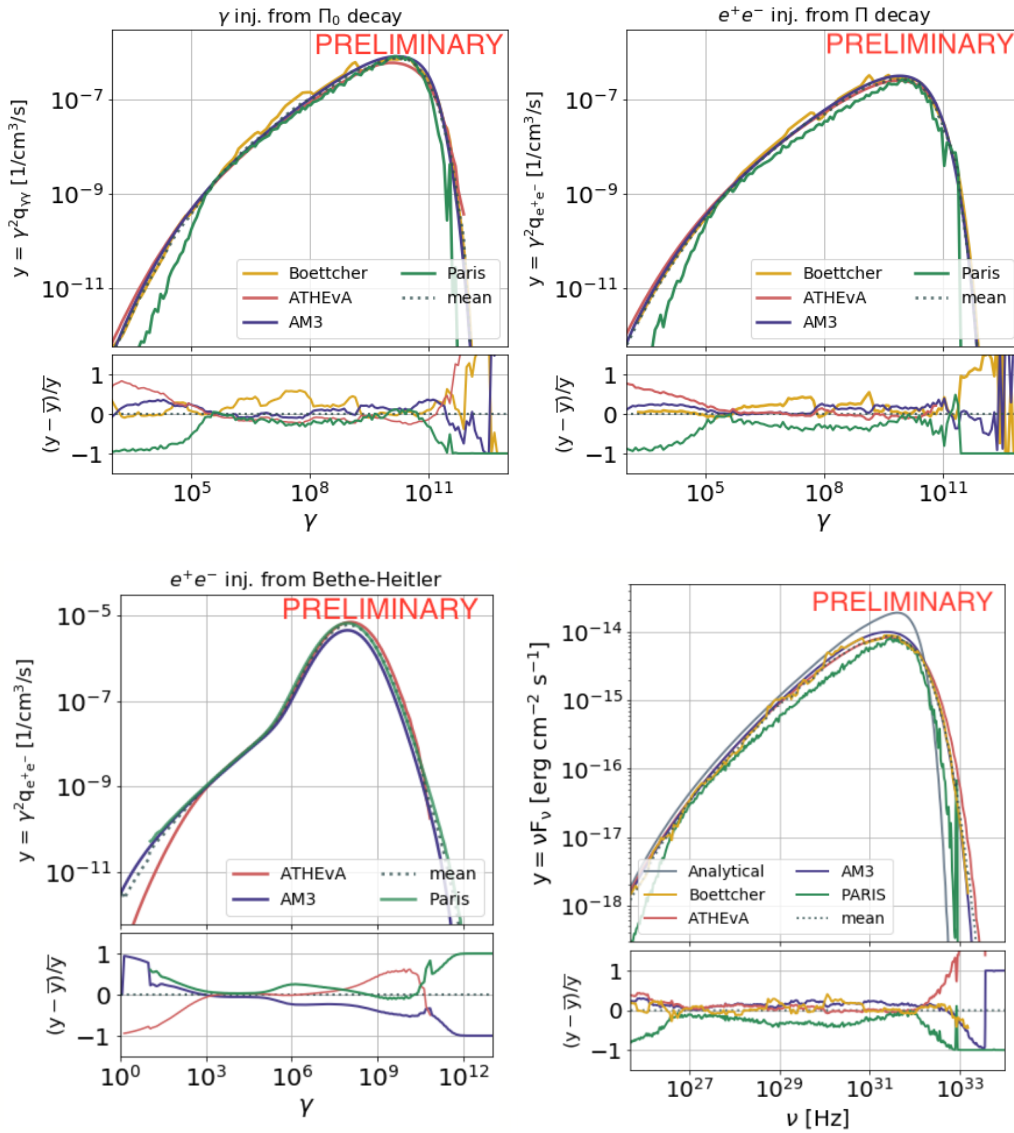 γ inj. from Π₀ decay
PRELIMINARY
y = γ²q_γγ [1/cm³/s]
10⁻⁷
10⁻⁹
10⁻¹¹
Boettcher
ATHEvA
AM3
Paris
mean
(y − y̅)/y̅
1
0
−1
10⁵
10⁸
10¹¹
γ
e⁺e⁻ inj. from Π decay
PRELIMINARY
y = γ²q_e⁺e⁻ [1/cm³/s]
10⁻⁷
10⁻⁹
10⁻¹¹
Boettcher
ATHEvA
AM3
Paris
mean
(y − y̅)/y̅
1
0
−1
10⁵
10⁸
10¹¹
γ
e⁺e⁻ inj. from Bethe-Heitler
PRELIMINARY
y = γ²q_e⁺e⁻ [1/cm³/s]
10⁻⁵
10⁻⁷
10⁻⁹
10⁻¹¹
ATHEvA
AM3
mean
Paris
(y − y̅)/y̅
1
0
−1
10⁰
10³
10⁶
10⁹
10¹²
γ
PRELIMINARY
y = νF_ν [erg cm⁻² s⁻¹]
10⁻¹⁴
10⁻¹⁵
10⁻¹⁶
10⁻¹⁷
10⁻¹⁸
Analytical
Boettcher
ATHEvA
AM3
PARIS
mean
(y − y̅)/y̅
1
0
−1
10²⁷
10²⁹
10³¹
10³³
ν [Hz]